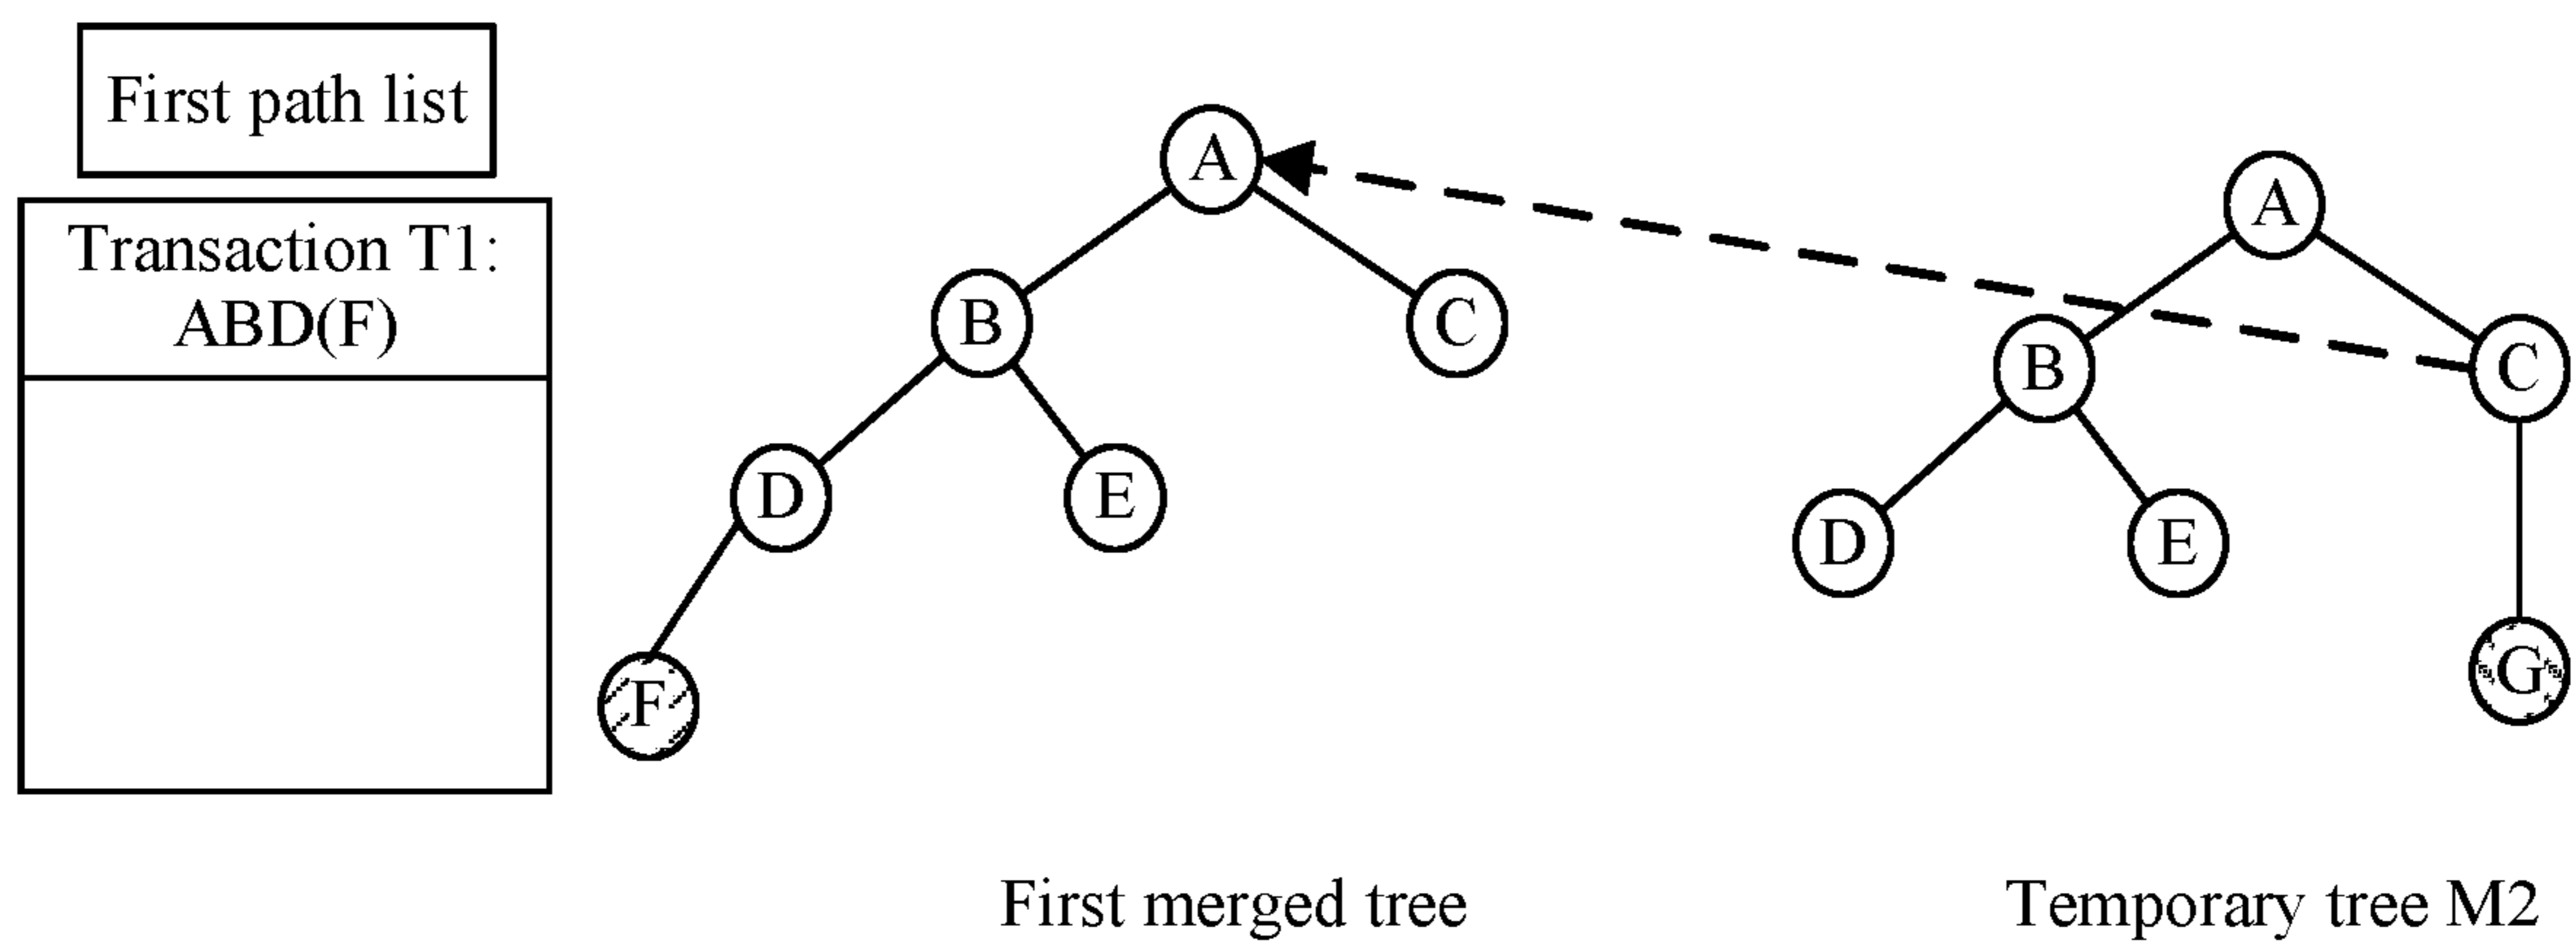 First path list
Transaction T1:
ABD(F)
A
B
C
D
E
F
First merged tree
A
B
C
D
E
G
Temporary tree M2